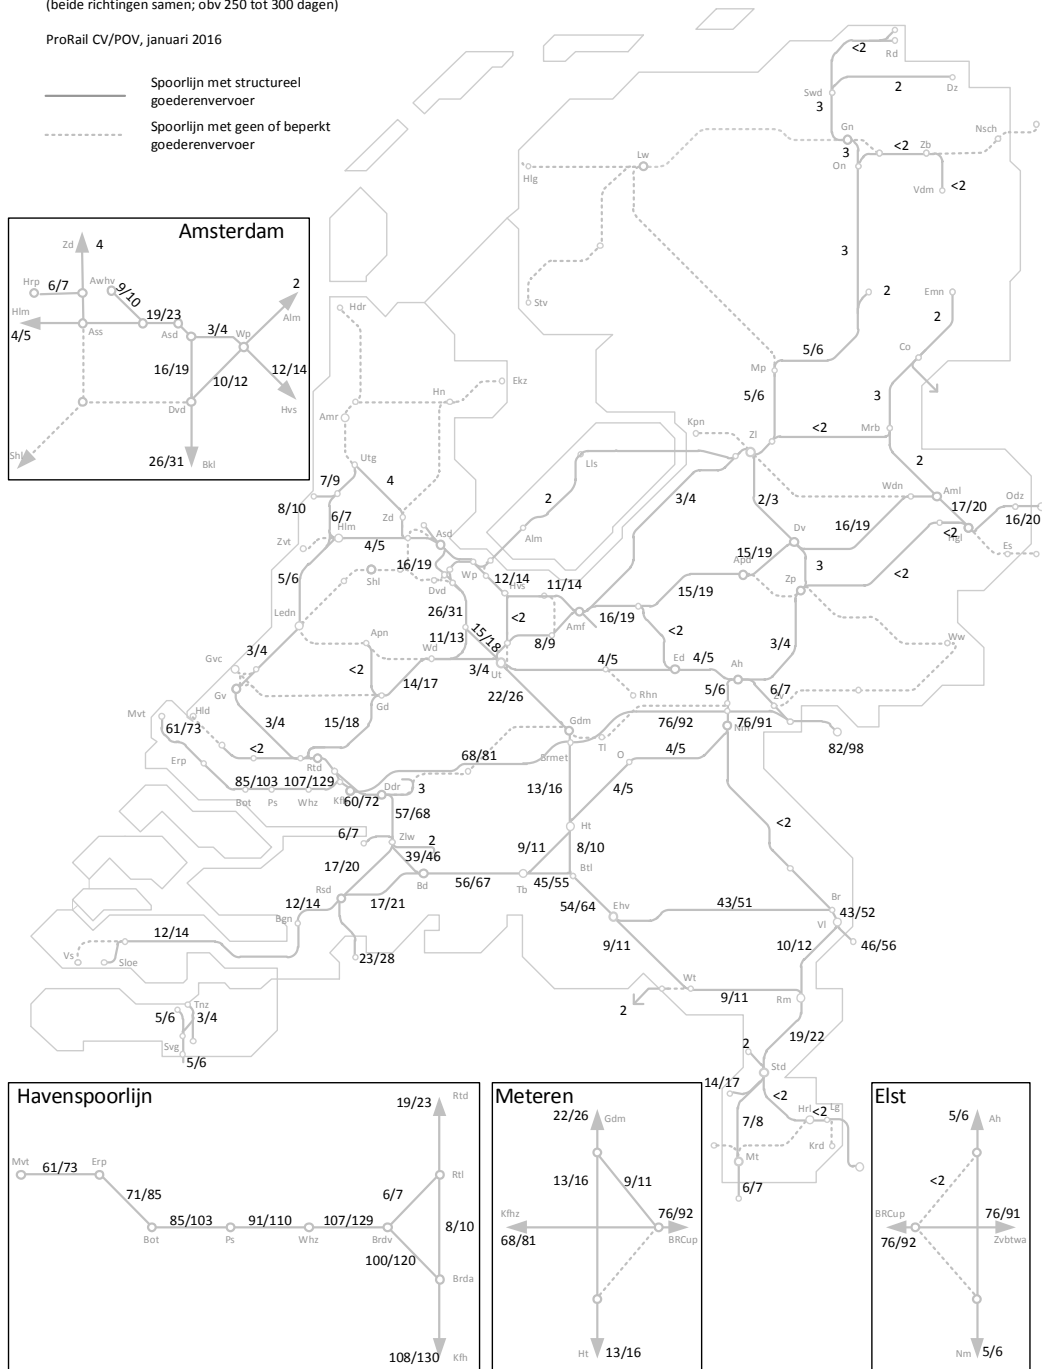 (beide richtingen samen; obv 250 tot 300 dagen)
ProRail CV/POV, januari 2016
Spoorlijn met structureel
goederenvervoer
Spoorlijn met geen of beperkt
goederenvervoer
<2
Rd
2
Dz
Swd
3
Gn
3
On
<2
Zb
Nsch
Vdm
<2
Lw
Hlg
Stv
3
2
Emn
2
Co
5/6
Mp
5/6
3
<2
Mrb
2
Kpn
Zl
Wdn
Aml
17/20
Odz
16/20
Hgl
<2
Es
Amsterdam
Zd
4
Hrp
6/7
Awhv
9/10
2
Alm
Hlm
4/5
Ass
19/23
Asd
3/4
Wp
16/19
10/12
12/14
Dvd
Hvs
Shl
26/31
Bkl
Hdr
Hn
Ekz
Amr
Utg
7/9
4
8/10
6/7
Hlm
Zd
Zvt
4/5
Asd
Lls
2
Alm
3/4
2/3
16/19
Dv
15/19
Apd
3
Zp
<2
16/19
Shl
Wp
12/14
Dvd
Hvs
11/14
5/6
26/31
<2
Amf
16/19
15/19
Ledn
11/13
15/18
8/9
<2
3/4
Ww
Apn
Wd
3/4
Ut
4/5
Ed
4/5
Ah
Gvc
3/4
<2
14/17
22/26
Rhn
5/6
6/7
Zv
Gv
Gd
Mvt
61/73
Hld
3/4
15/18
Gdm
Tl
76/92
Nm
76/91
82/98
<2
Rtd
68/81
Brmet
O
4/5
Erp
85/103
107/129
Bot
Ps
Whz
Kfh
60/72
Ddr
3
57/68
13/16
4/5
6/7
Zlw
2
39/46
Ht
9/11
8/10
<2
17/20
Rsd
17/21
Bd
56/67
Tb
45/55
Btl
12/14
Bgn
54/64
Ehv
43/51
Br
43/52
Vl
12/14
Vs
Sloe
23/28
9/11
10/12
46/56
Wt
9/11
Rm
2
Tnz
5/6
3/4
Svg
5/6
19/22
2
Std
14/17
<2
7/8
Hrl
<2
Lg
Krd
Mt
6/7
Havenspoorlijn
19/23
Rtd
Mvt
61/73
Erp
71/85
6/7
Rtl
85/103
91/110
107/129
8/10
Bot
Ps
Whz
Brdv
100/120
Brda
108/130
Kfh
Meteren
22/26
Gdm
13/16
9/11
Kfhz
76/92
68/81
BRCup
Ht
13/16
Elst
5/6
Ah
<2
BRCup
76/91
76/92
Zvbtwa
Nm
5/6